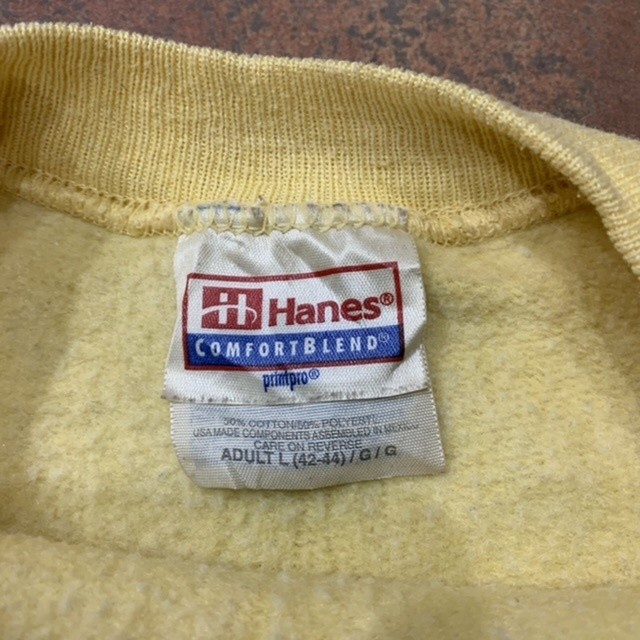 Hanes®
COMFORTBLEND®
printpro®
50% COTTON/50% POLYESTER
USA MADE COMPONENTS ASSEMBLED IN MEXICO
CARE ON REVERSE
ADULT L (42-44) / G / G